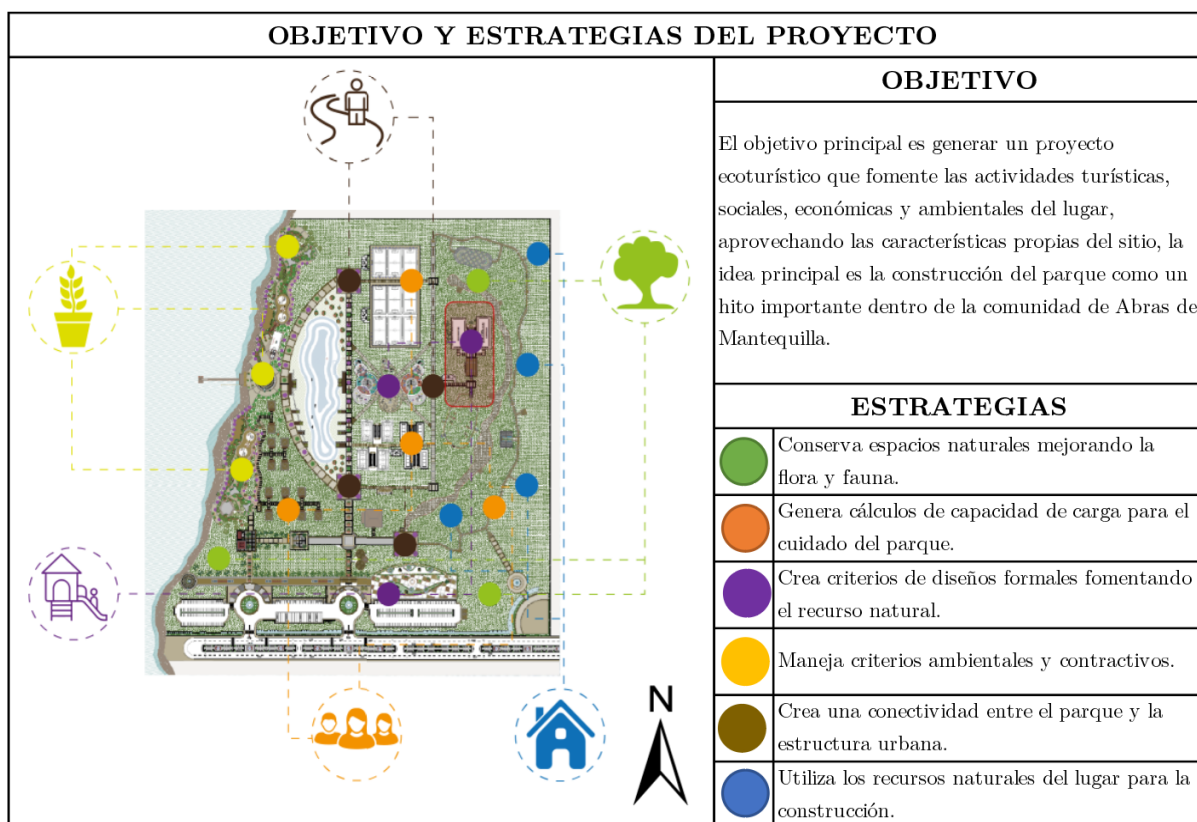 OBJETIVO Y ESTRATEGIAS DEL PROYECTO
OBJETIVO
El objetivo principal es generar un proyecto
ecoturístico que fomente las actividades turísticas,
sociales, económicas y ambientales del lugar,
aprovechando las características propias del sitio, la
idea principal es la construcción del parque como un
hito importante dentro de la comunidad de Abras de
Mantequilla.
ESTRATEGIAS
Conserva espacios naturales mejorando la
flora y fauna.
Genera cálculos de capacidad de carga para el
cuidado del parque.
Crea criterios de diseños formales fomentando
el recurso natural.
Maneja criterios ambientales y contractivos.
Crea una conectividad entre el parque y la
estructura urbana.
Utiliza los recursos naturales del lugar para la
construcción.
N